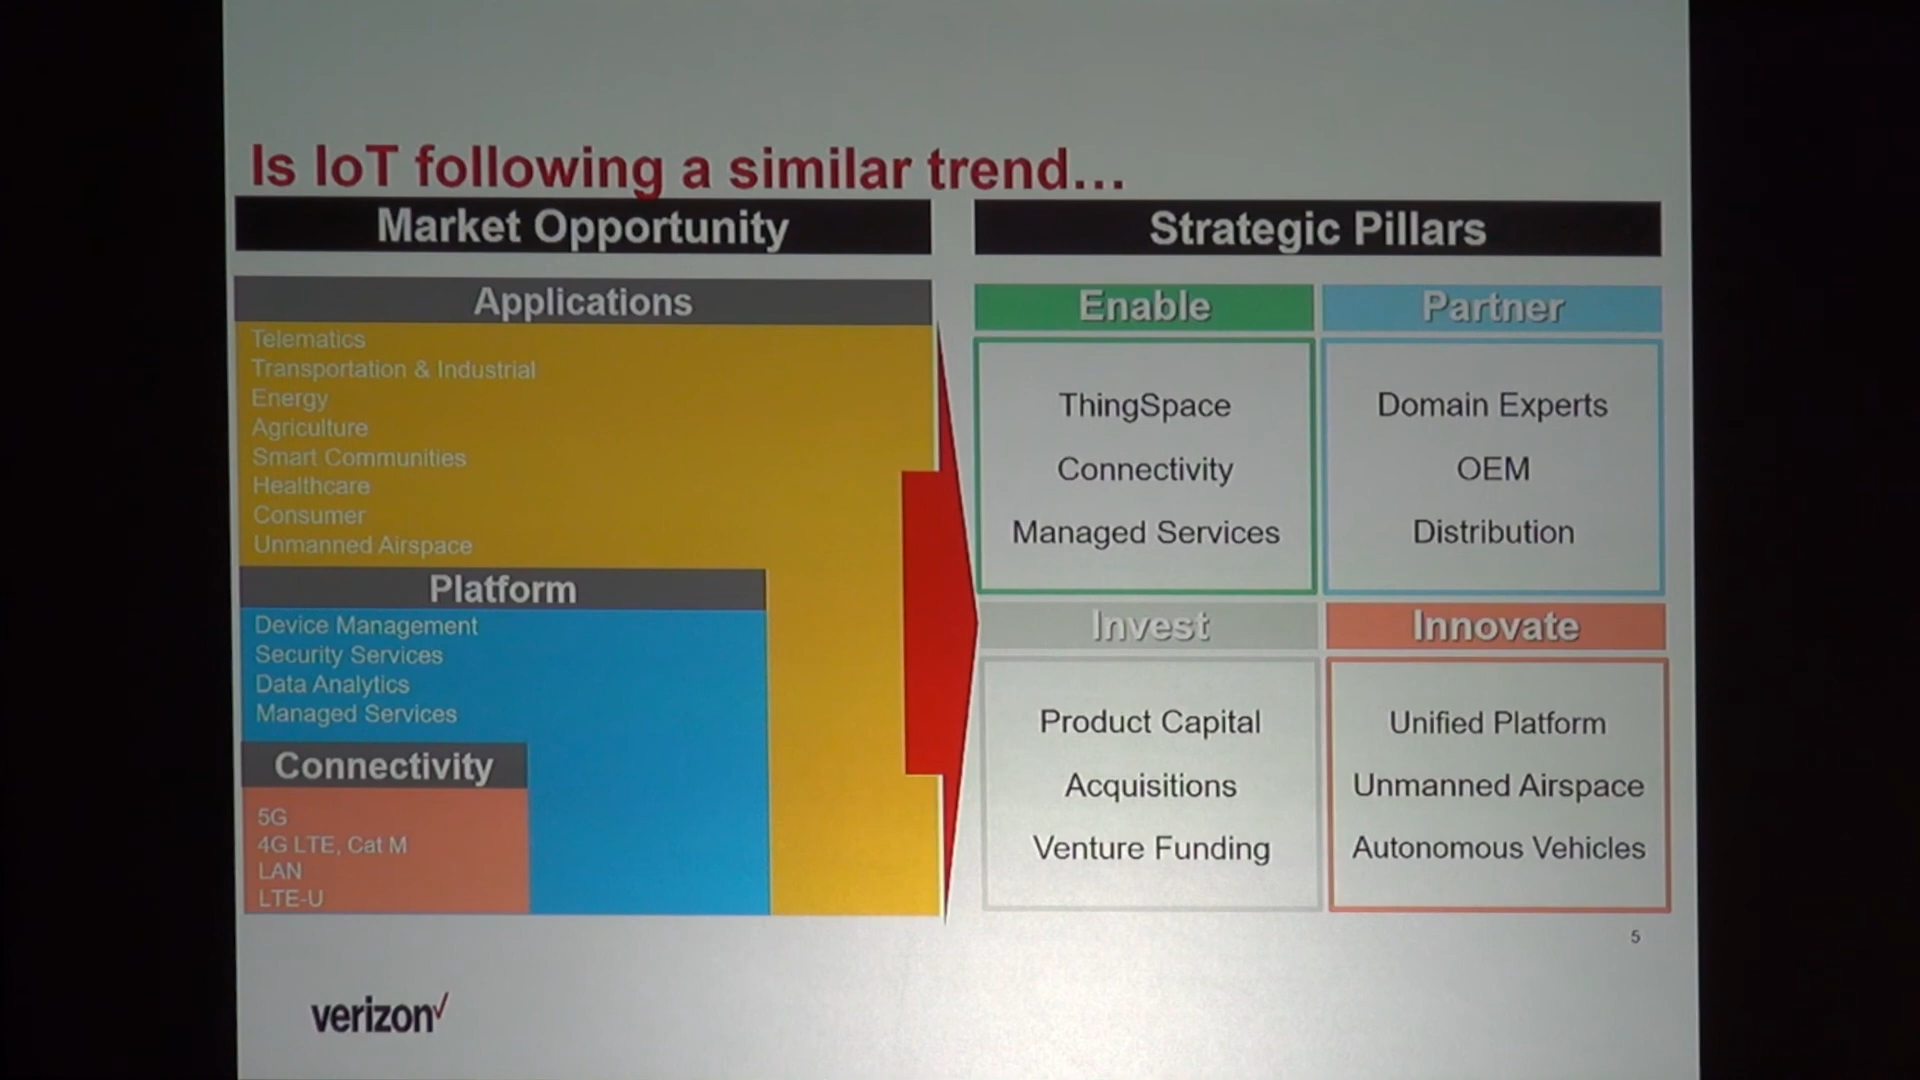 Is IoT following a similar trend...
Market Opportunity
Applications
Telematics
Transportation & Industrial
Energy
Agriculture
Smart Communities
Healthcare
Consumer
Unmanned Airspace
Platform
Device Management
Security Services
Data Analytics
Managed Services
Connectivity
5G
4G LTE, Cat M
LAN
LTE-U
Strategic Pillars
Enable
ThingSpace
Connectivity
Managed Services
Partner
Domain Experts
OEM
Distribution
Invest
Product Capital
Acquisitions
Venture Funding
Innovate
Unified Platform
Unmanned Airspace
Autonomous Vehicles
5
verizon